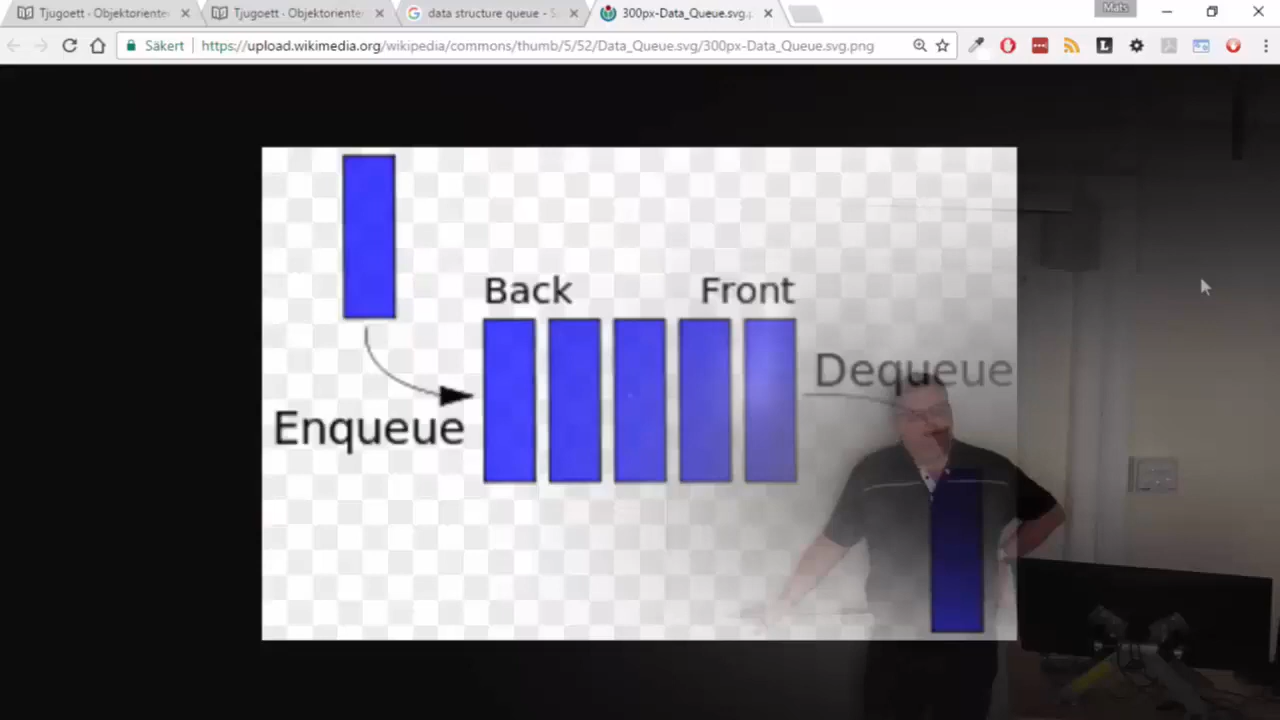 Tjugoett - Objektoriente
Tjugoett - Objektoriente
data structure queue - S
300px-Data_Queue.svg.p
Mats
Säkert
https://upload.wikimedia.org/wikipedia/commons/thumb/5/52/Data_Queue.svg/300px-Data_Queue.svg.png
Back
Front
Dequeue
Enqueue